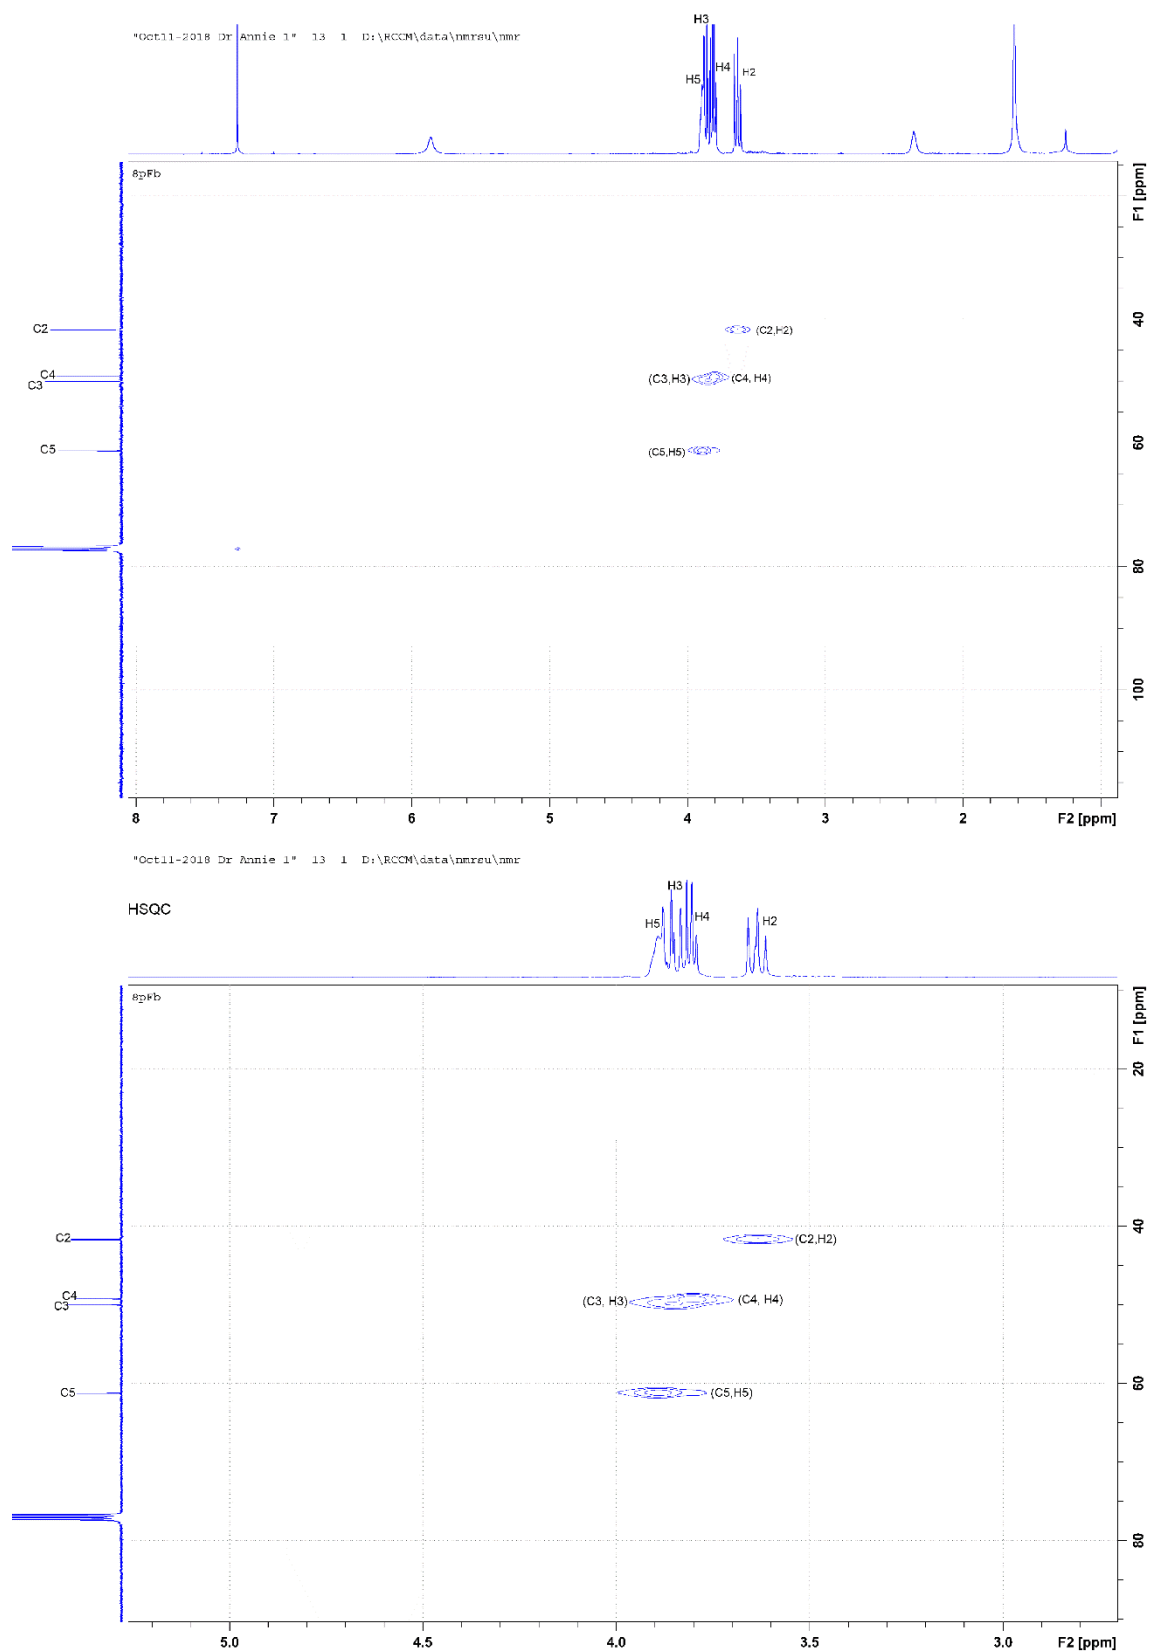 "Oct11-2018 Dr Annie 1" 13 1 D:\RCCM\data\nmrsu\nmr
H3
H5
H4
H2
8pFb
F1 [ppm]
40
60
80
100
C2
C4
C3
C5
(C2,H2)
(C3,H3)
(C4, H4)
(C5,H5)
8 7 6 5 4 3 2 F2 [ppm]
"Oct11-2018 Dr Annie 1" 13 1 D:\RCCM\data\nmrsu\nmr
HSQC
H3
H5
H4
H2
8pFb
F1 [ppm]
20
40
60
80
C2
C4
C3
C5
(C2,H2)
(C3, H3)
(C4, H4)
(C5,H5)
5.0 4.5 4.0 3.5 3.0 F2 [ppm]